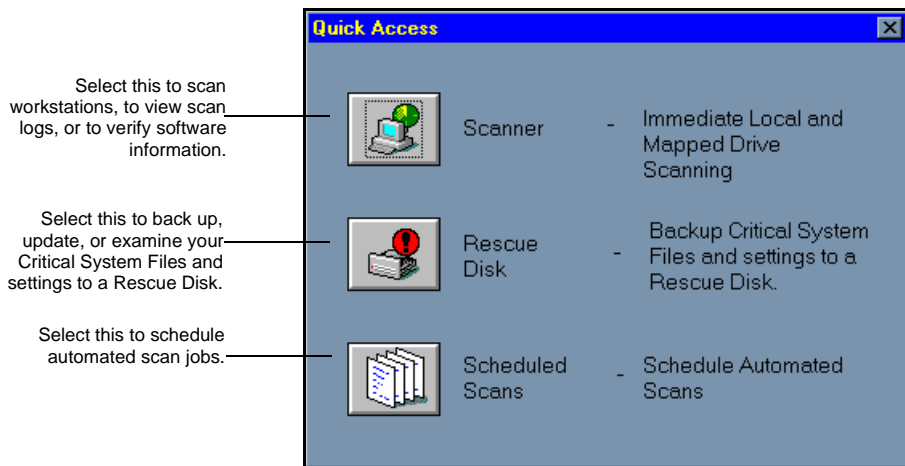 Quick Access
Select this to scan
workstations, to view scan
logs, or to verify software
information.
Scanner - Immediate Local and
Mapped Drive
Scanning
Select this to back up,
update, or examine your
Critical System Files and
settings to a Rescue Disk.
Rescue
Disk - Backup Critical System
Files and settings to a
Rescue Disk.
Select this to schedule
automated scan jobs.
Scheduled
Scans - Schedule Automated
Scans